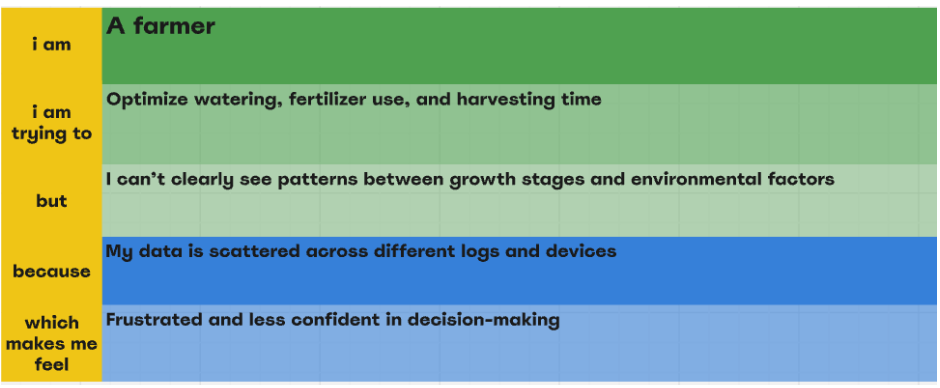 i am
A farmer
i am
trying to
Optimize watering, fertilizer use, and harvesting time
but
I can't clearly see patterns between growth stages and environmental factors
because
My data is scattered across different logs and devices
which
makes me
feel
Frustrated and less confident in decision-making